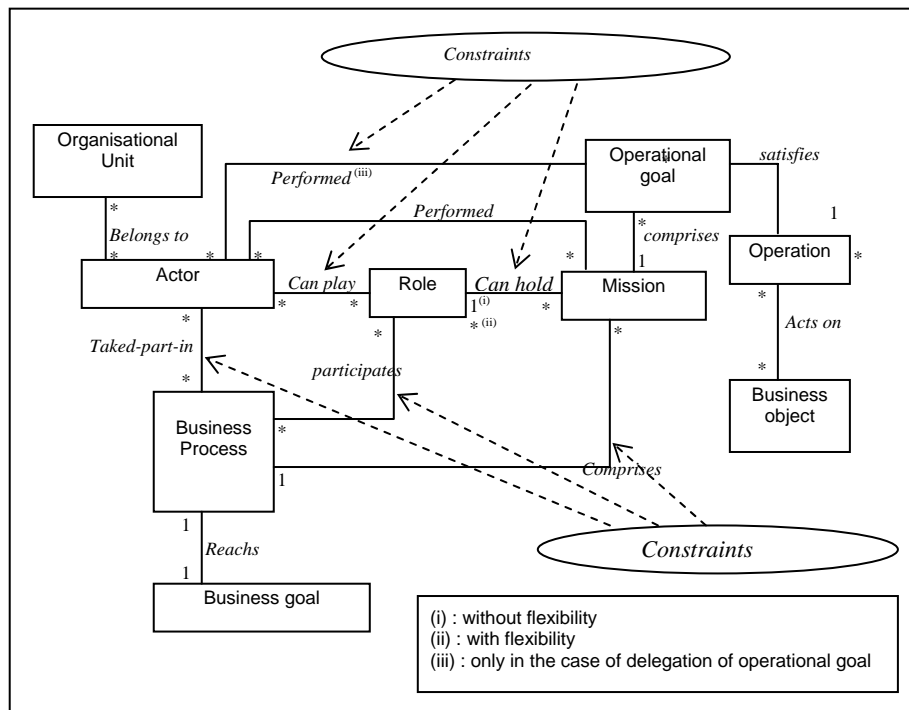 Constraints
Organisational
Unit
Operational
goal
*
satisfies
Performed (iii)
*
Performed
*
1
Belongs to
comprises
*
*
*
*
1
*
Operation
*
Actor
Can play
Role
Can hold
Mission
*
*
1(i)
*
*
*
*
* (ii)
*
Taked-part-in
Acts on
participates
*
*
Business
Process
*
Business
object
1
Comprises
1
Reachs
Constraints
1
Business goal
(i) : without flexibility
(ii) : with flexibility
(iii) : only in the case of delegation of operational goal